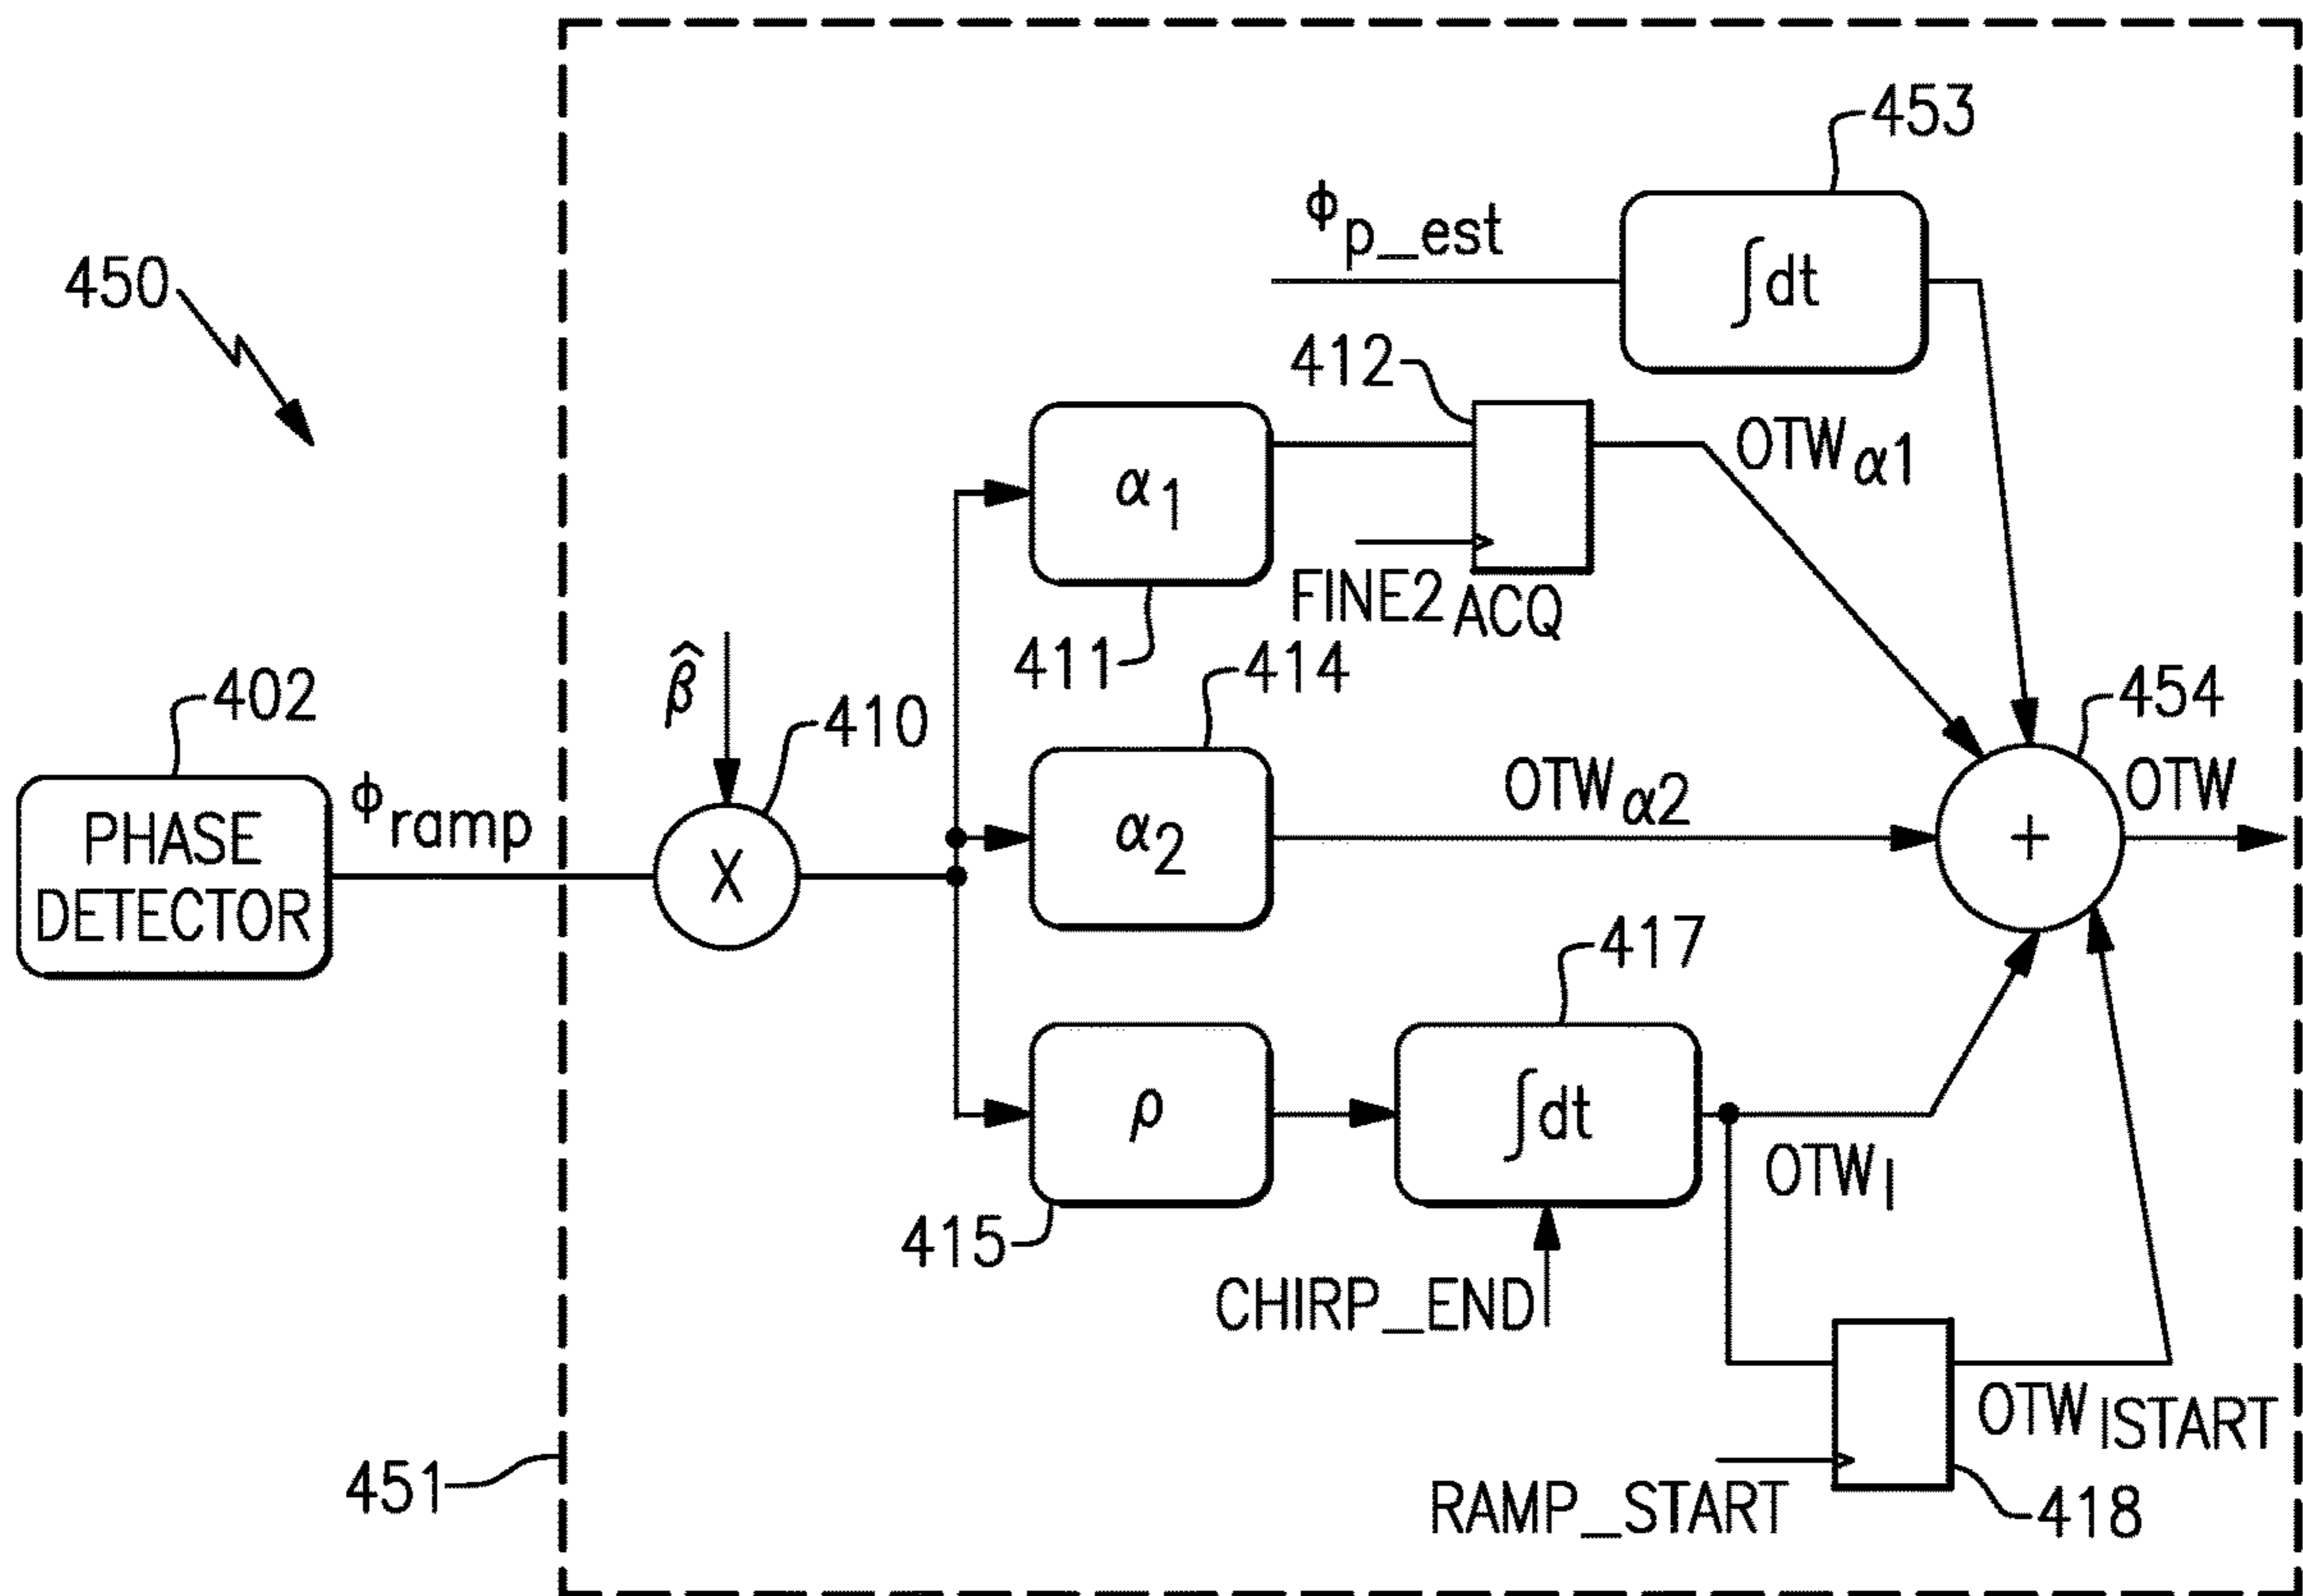 453
ϕp_est
∫dt
450
412
OTWα1
α1
FINE2ACQ
411
414
β̂
402
410
454
ϕramp
PHASE
DETECTOR
X
α2
OTWα2
+
OTW
417
ρ
∫dt
OTWI
415
CHIRP_END
OTWISTART
451
RAMP_START
418